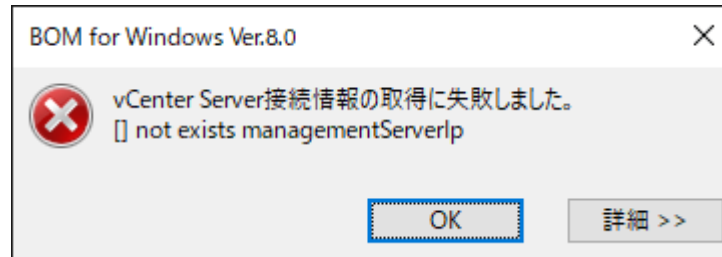 BOM for Windows Ver.8.0
vCenter Server接続情報の取得に失敗しました。
[] not exists managementServerIp
OK
詳細 >>